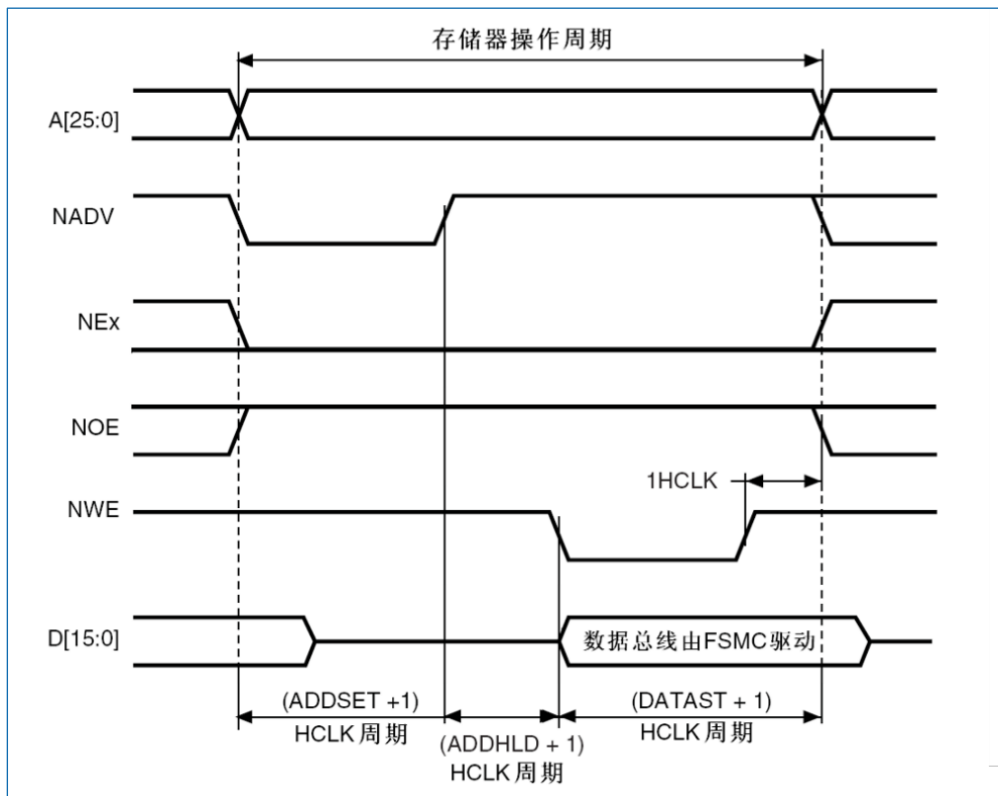 存储器操作周期
A[25:0]
NADV
NEx
NOE
1HCLK
NWE
D[15:0]
数据总线由FSMC驱动
(ADDSET +1)
HCLK 周期
(ADDHLD + 1)
HCLK 周期
(DATAST + 1)
HCLK 周期